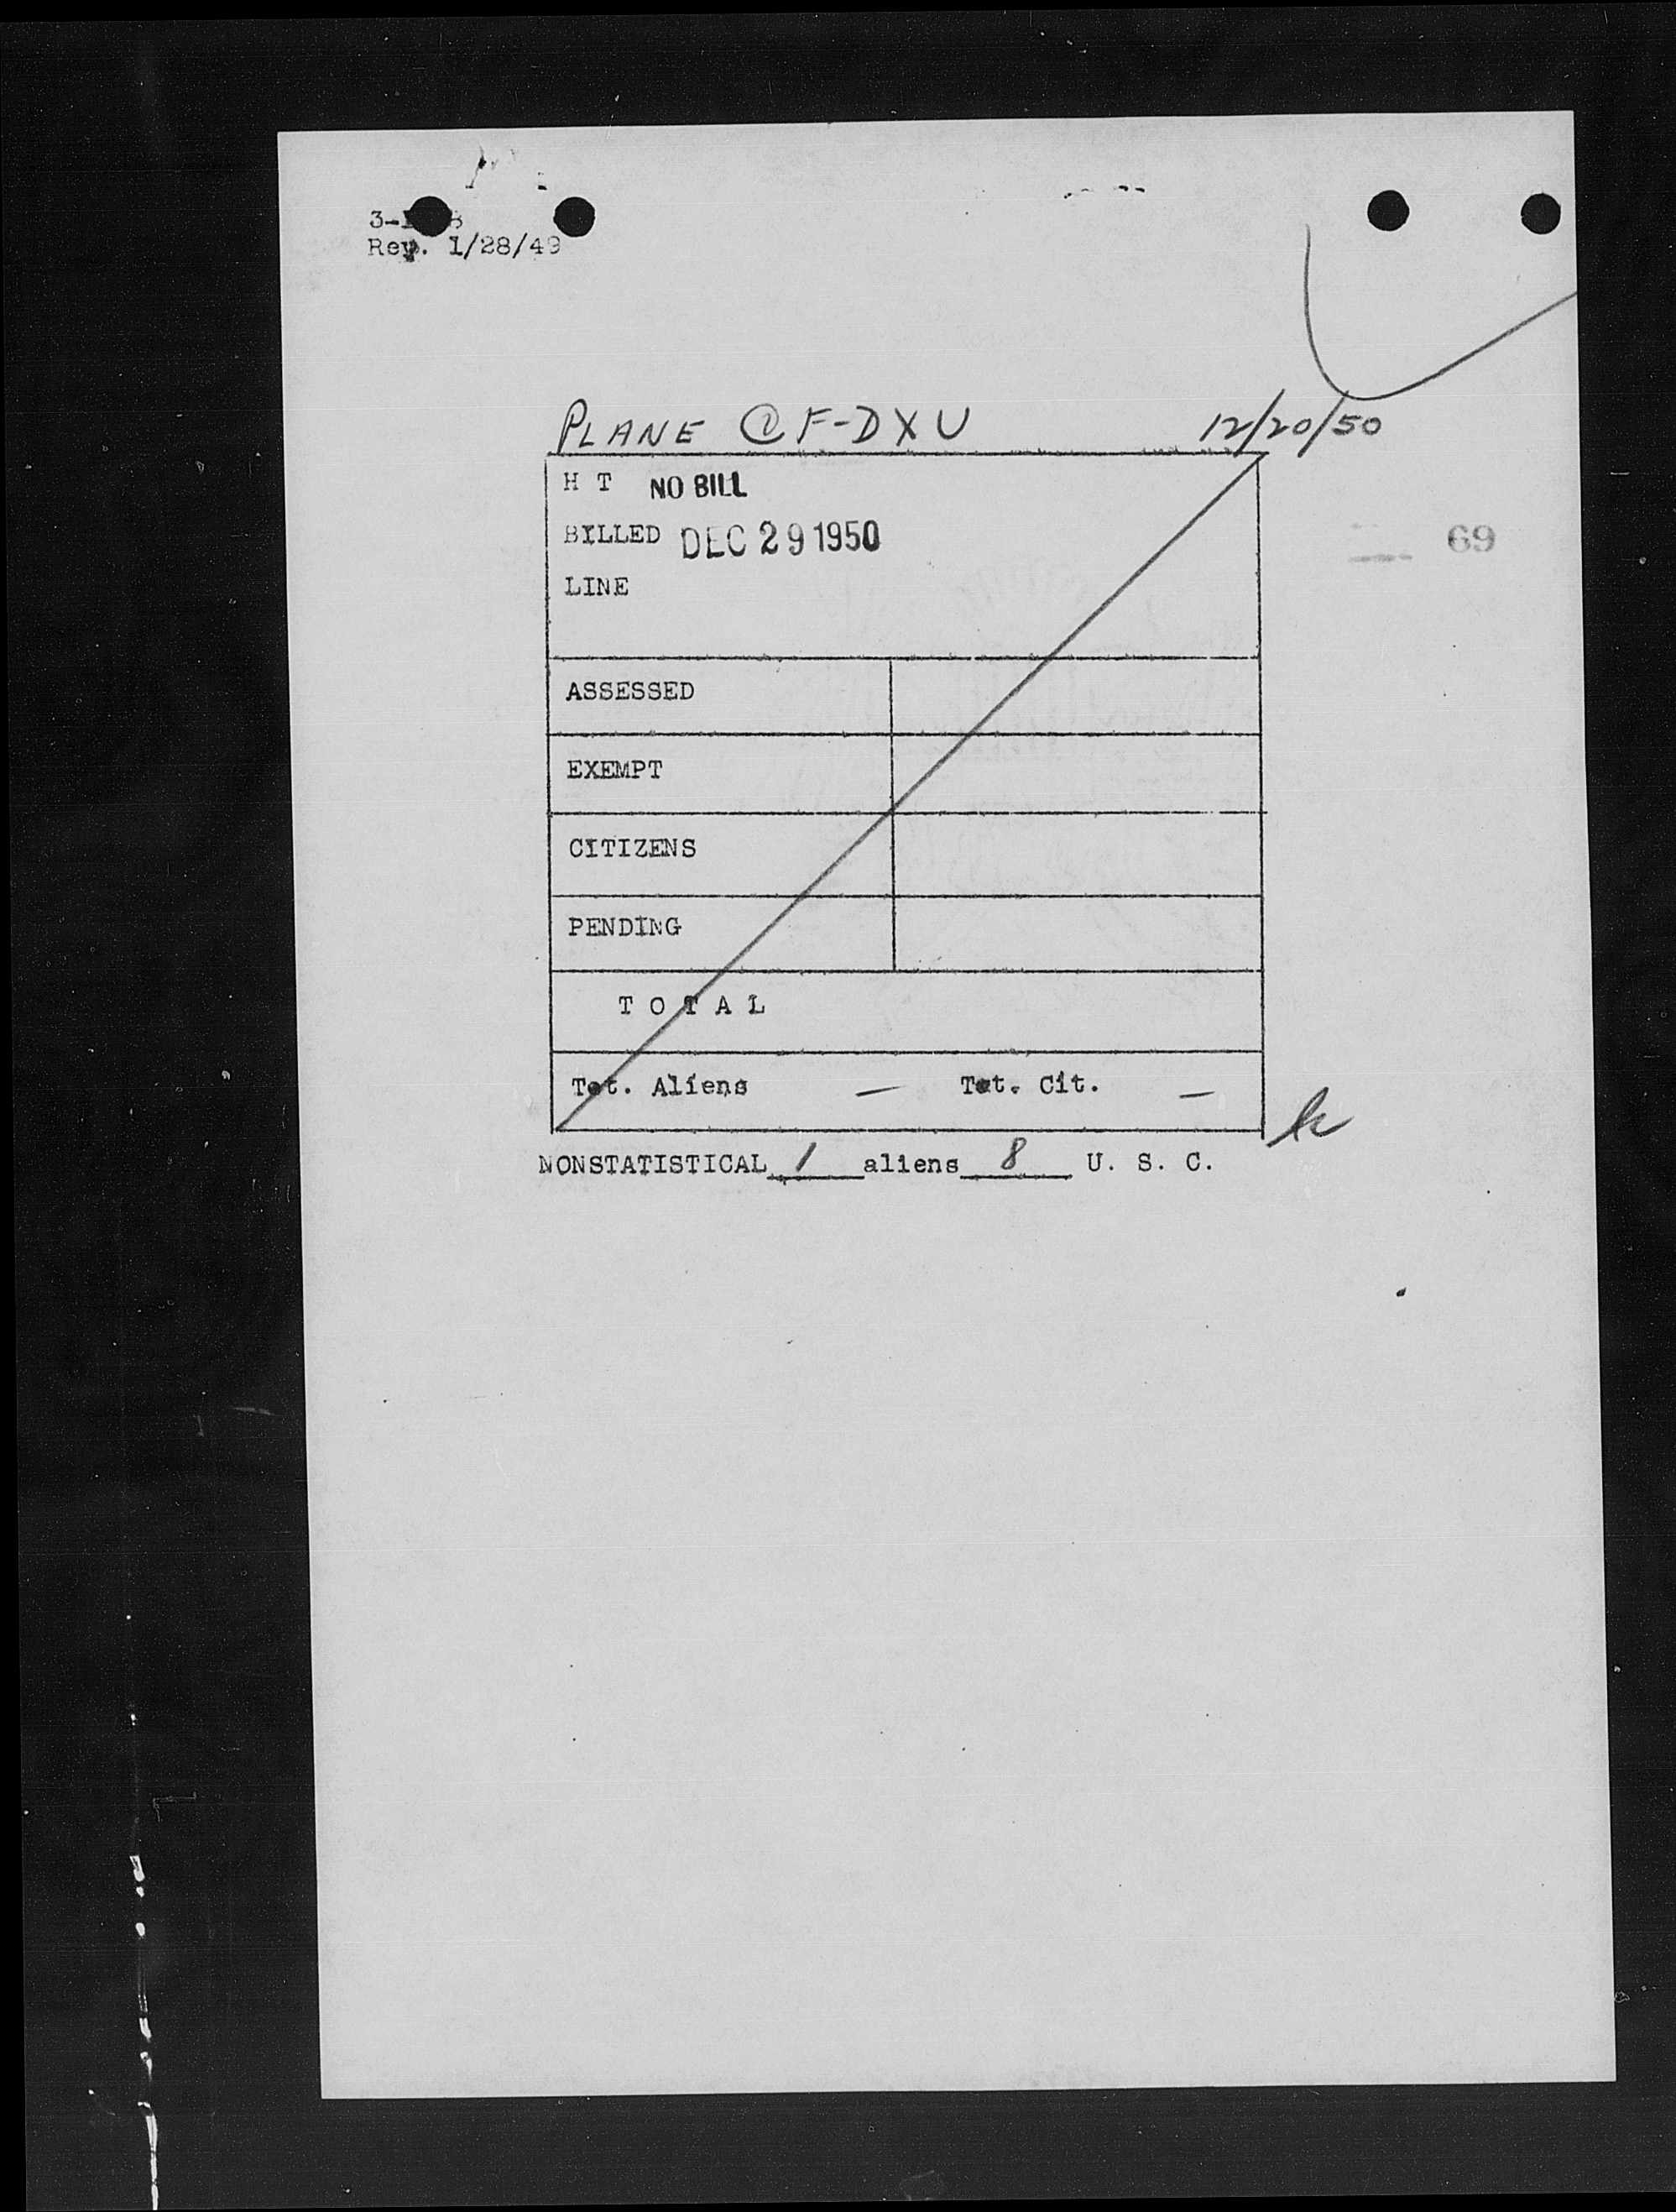 Rev. 1/28/49
PLANE CF-DXU 12/20/50
H T NO BILL
BILLED DEC 29 1950
69
LINE
ASSESSED
EXEMPT
CITIZENS
PENDING
T O T A L
Tot. Aliens — Tot. Cit. —
NONSTATISTICAL 1 aliens 8 U. S. C.